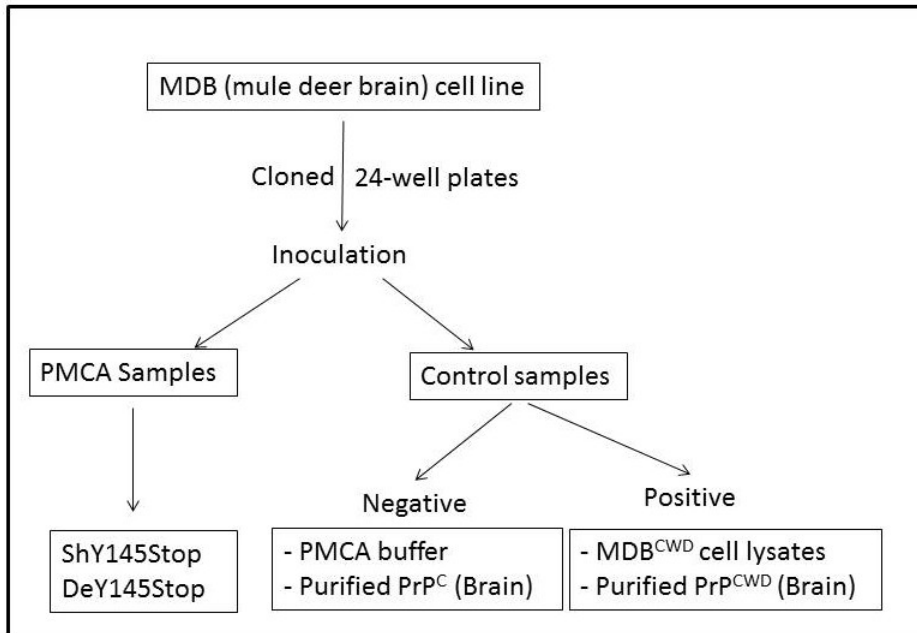 MDB (mule deer brain) cell line
Cloned 24-well plates
Inoculation
PMCA Samples
Control samples
Negative
Positive
ShY145Stop
DeY145Stop
- PMCA buffer
- Purified PrPC (Brain)
- MDBCWD cell lysates
- Purified PrPCWD (Brain)